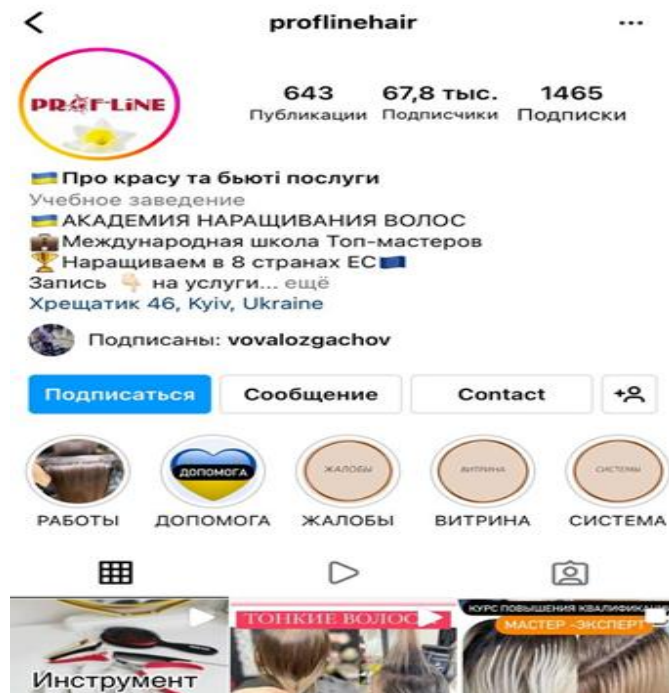 proflinehair
PROF-LiNE
643 67,8 тыс. 1465
Публикации Подписчики Подписки
Про красу та бьюті послуги
Учебное заведение
АКАДЕМИЯ НАРАЩИВАНИЯ ВОЛОС
Международная школа Топ-мастеров
Наращиваем в 8 странах ЕС
Запись на услуги... ещё
Хрещатик 46, Kyiv, Ukraine
Подписаны: vovalozgachov
Подписаться Сообщение Contact
ДОПОМОГА ЖАЛОБЫ ВИТРИНА СИСТЕМЫ
РАБОТЫ ДОПОМОГА ЖАЛОБЫ ВИТРИНА СИСТЕМА
Инструмент
ТОНКИЕ ВОЛОС
КУРС ПОВЫШЕНИЯ КВАЛИФИКАЦИ
МАСТЕР -ЭКСПЕРТ